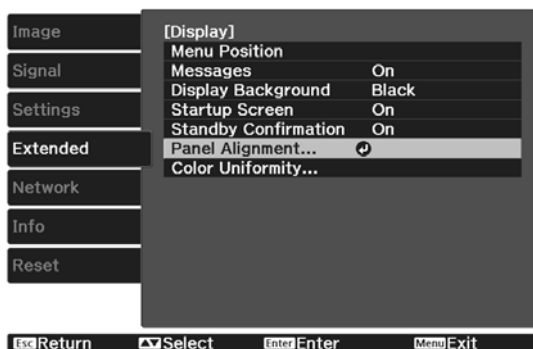 Image
Signal
Settings
Extended
Network
Info
Reset
[Display]
Menu Position
Messages On
Display Background Black
Startup Screen On
Standby Confirmation On
Panel Alignment...
Color Uniformity...
Esc Return Select Enter Enter Menu Exit